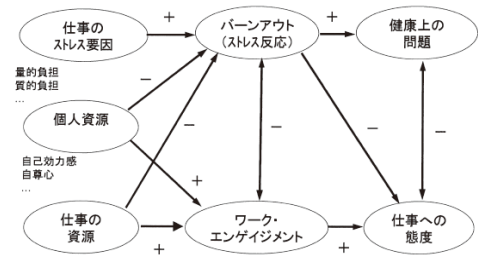 仕事の
ストレス要因
+
バーンアウト
(ストレス反応)
+
健康上の
問題
量的負担
質的負担
…
−
個人資源
−
−
−
−
自己効力感
自尊心
…
+
仕事の
資源
+
ワーク・
エンゲイジメント
+
仕事への
態度